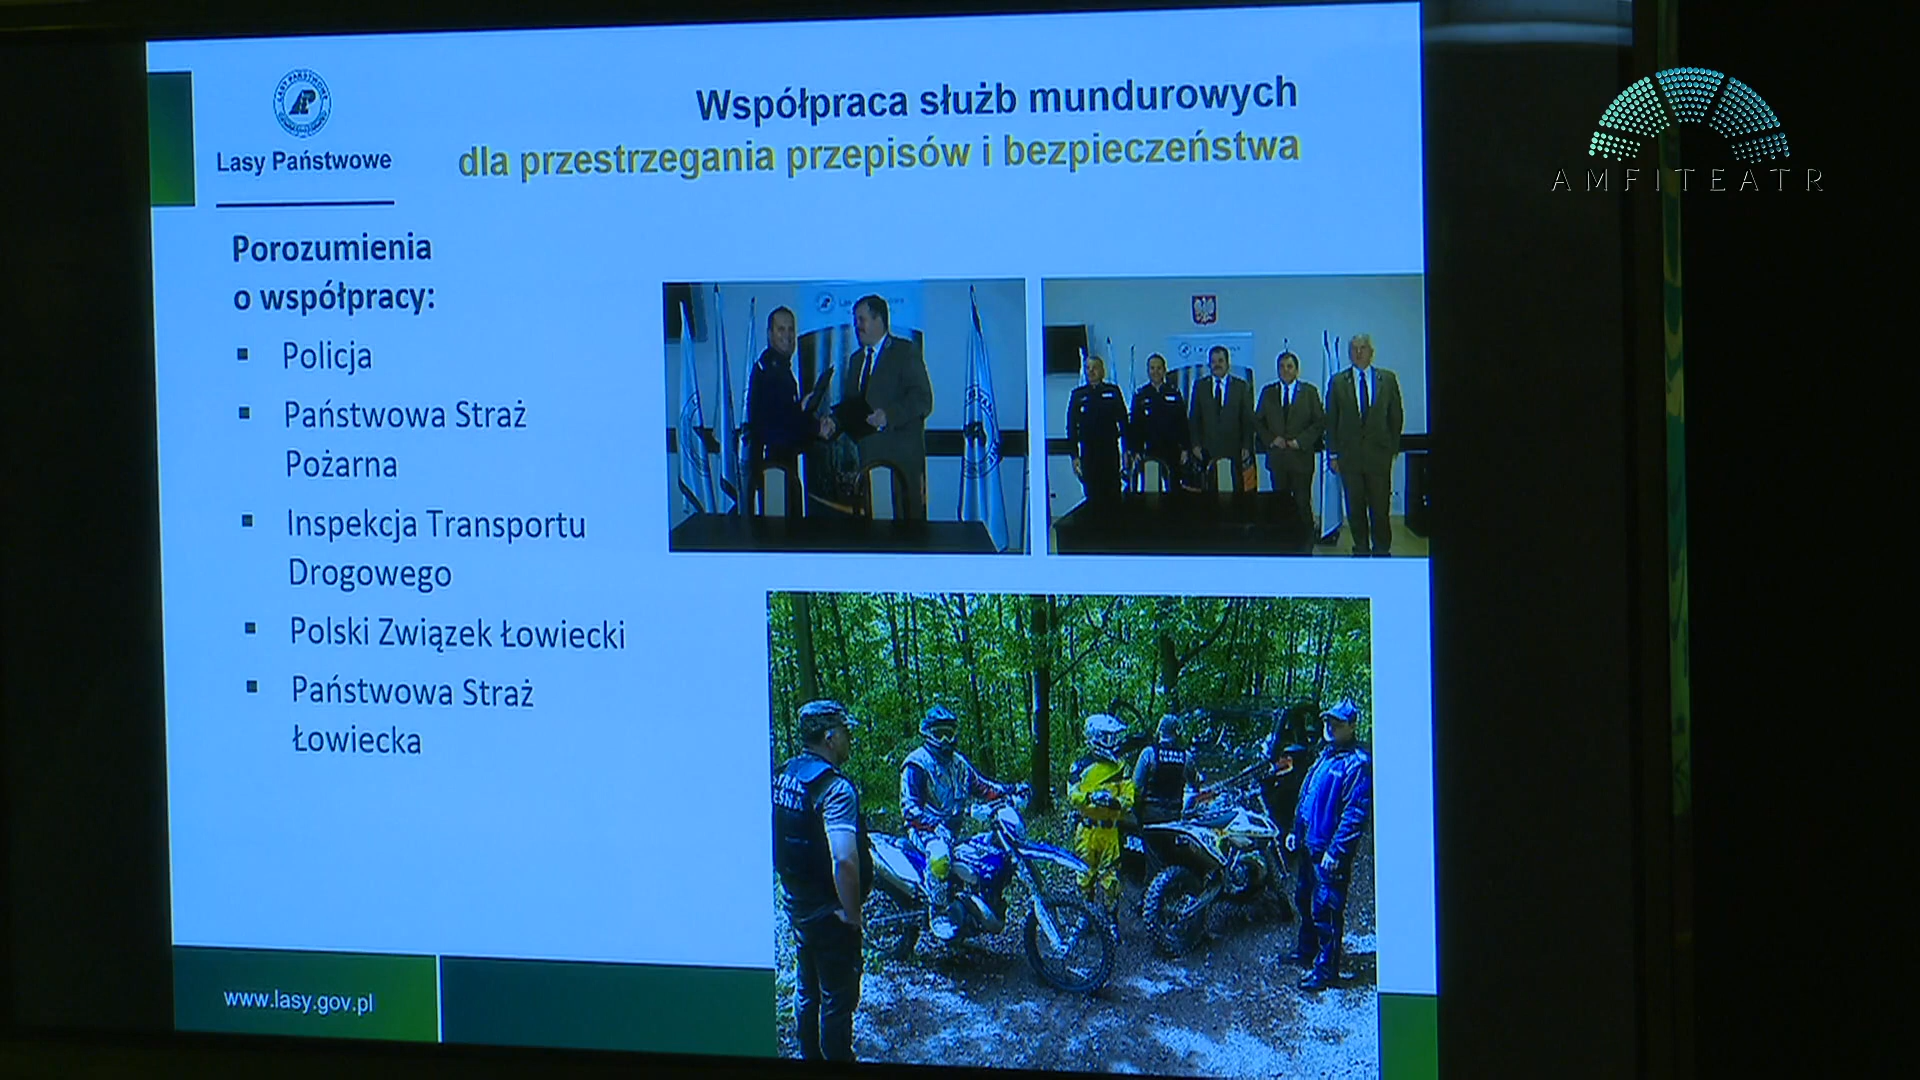 Lasy Państwowe
Współpraca służb mundurowych
dla przestrzegania przepisów i bezpieczeństwa
AMFITEATR
Porozumienia
o współpracy:
Policja
Państwowa Straż
Pożarna
Inspekcja Transportu
Drogowego
Polski Związek Łowiecki
Państwowa Straż
Łowiecka
www.lasy.gov.pl